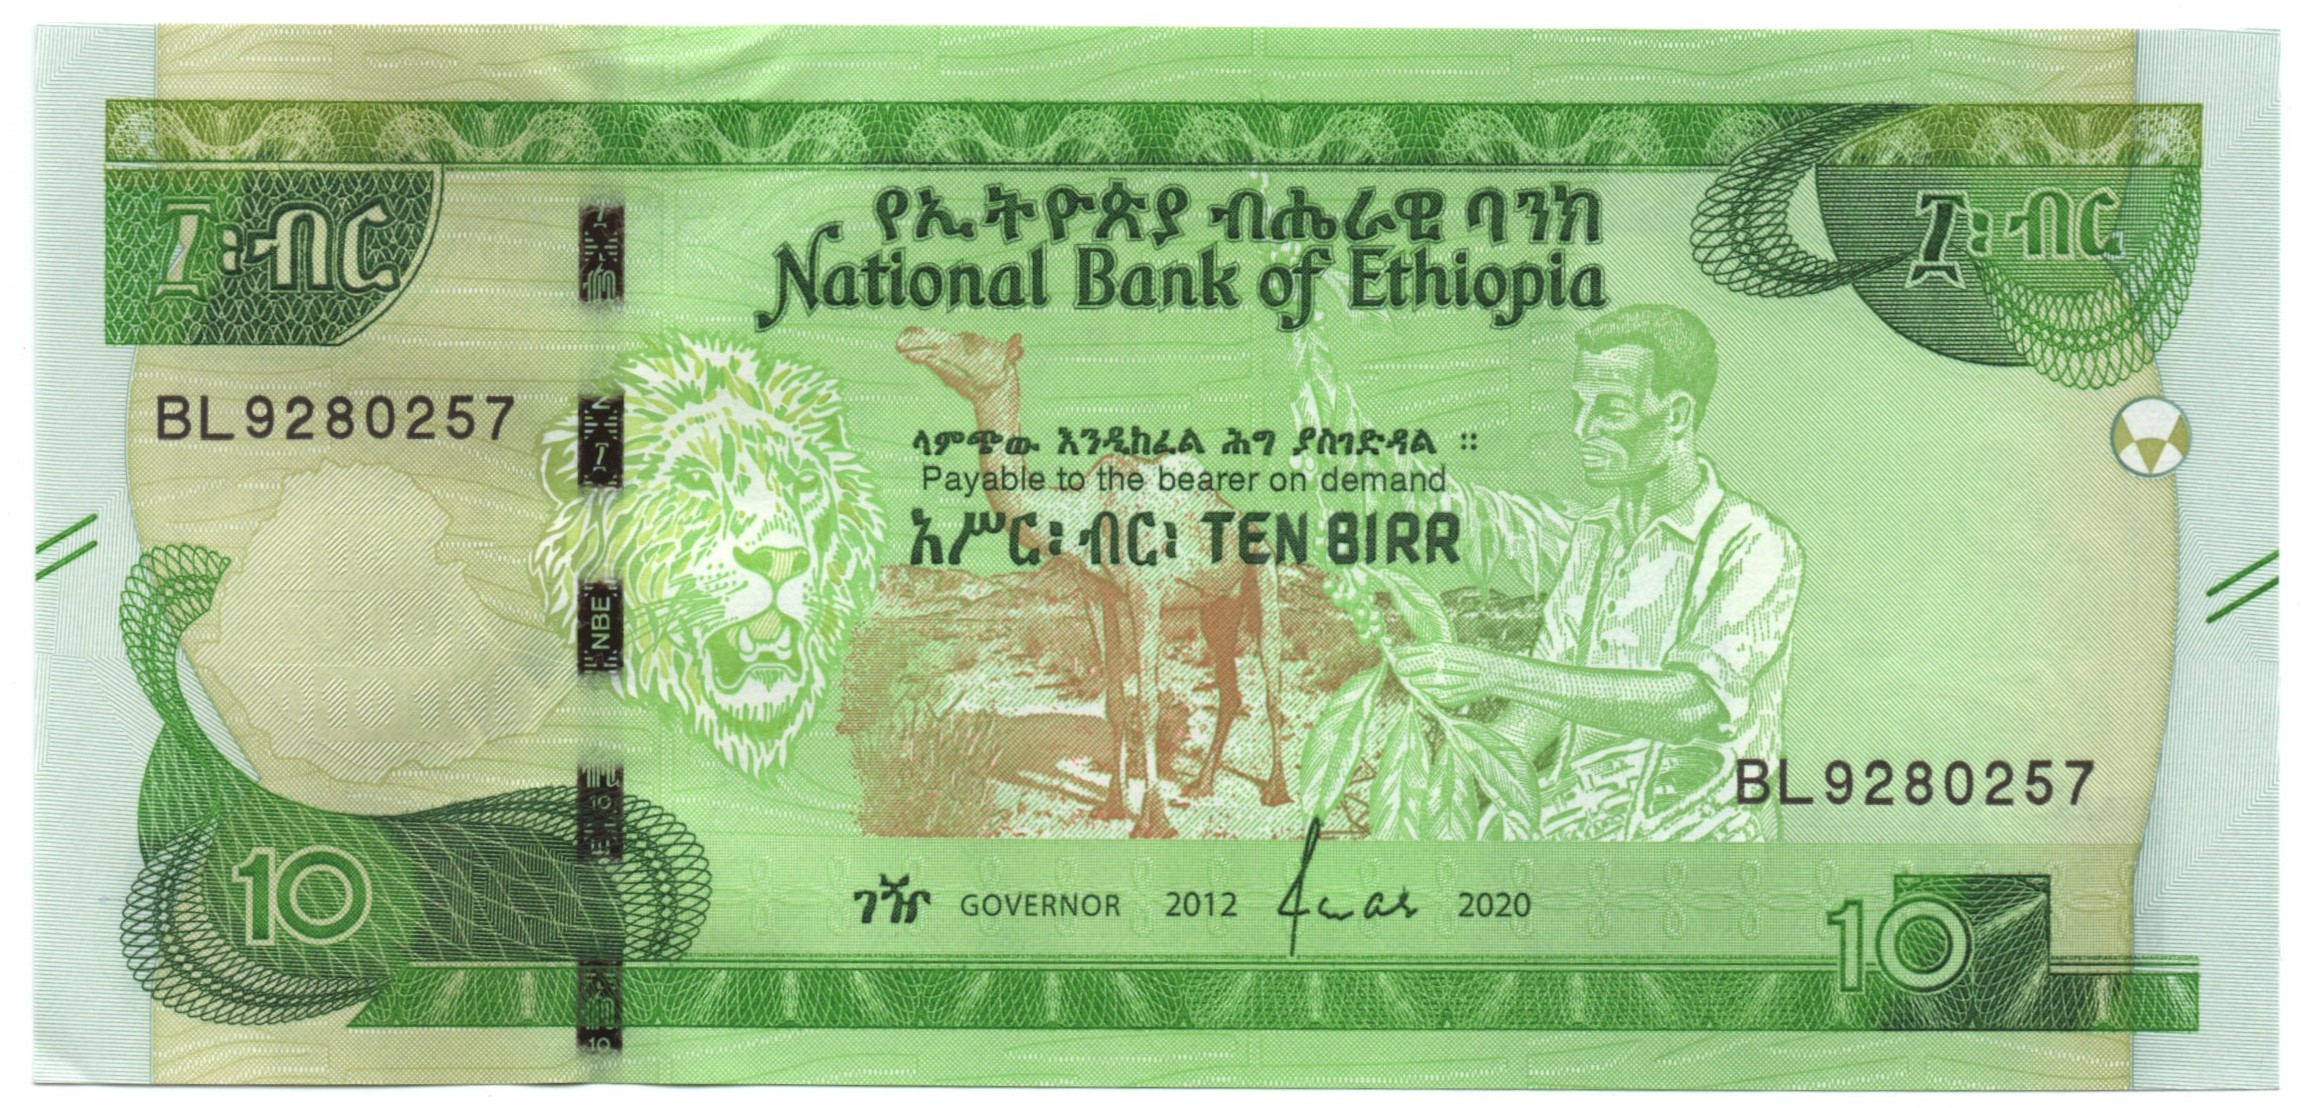 የኢትዮጵያ ብሔራዊ ባንክ
National Bank of Ethiopia
፲፡ብር
፲፡ብር
BL9280257
ላምጭው እንዲከፈል ሕግ ያስገድዳል ።
Payable to the bearer on demand
አሥር፡ ብር፡ TEN BIRR
NBE
BL9280257
10
ገዥ GOVERNOR 2012 2020
10
10